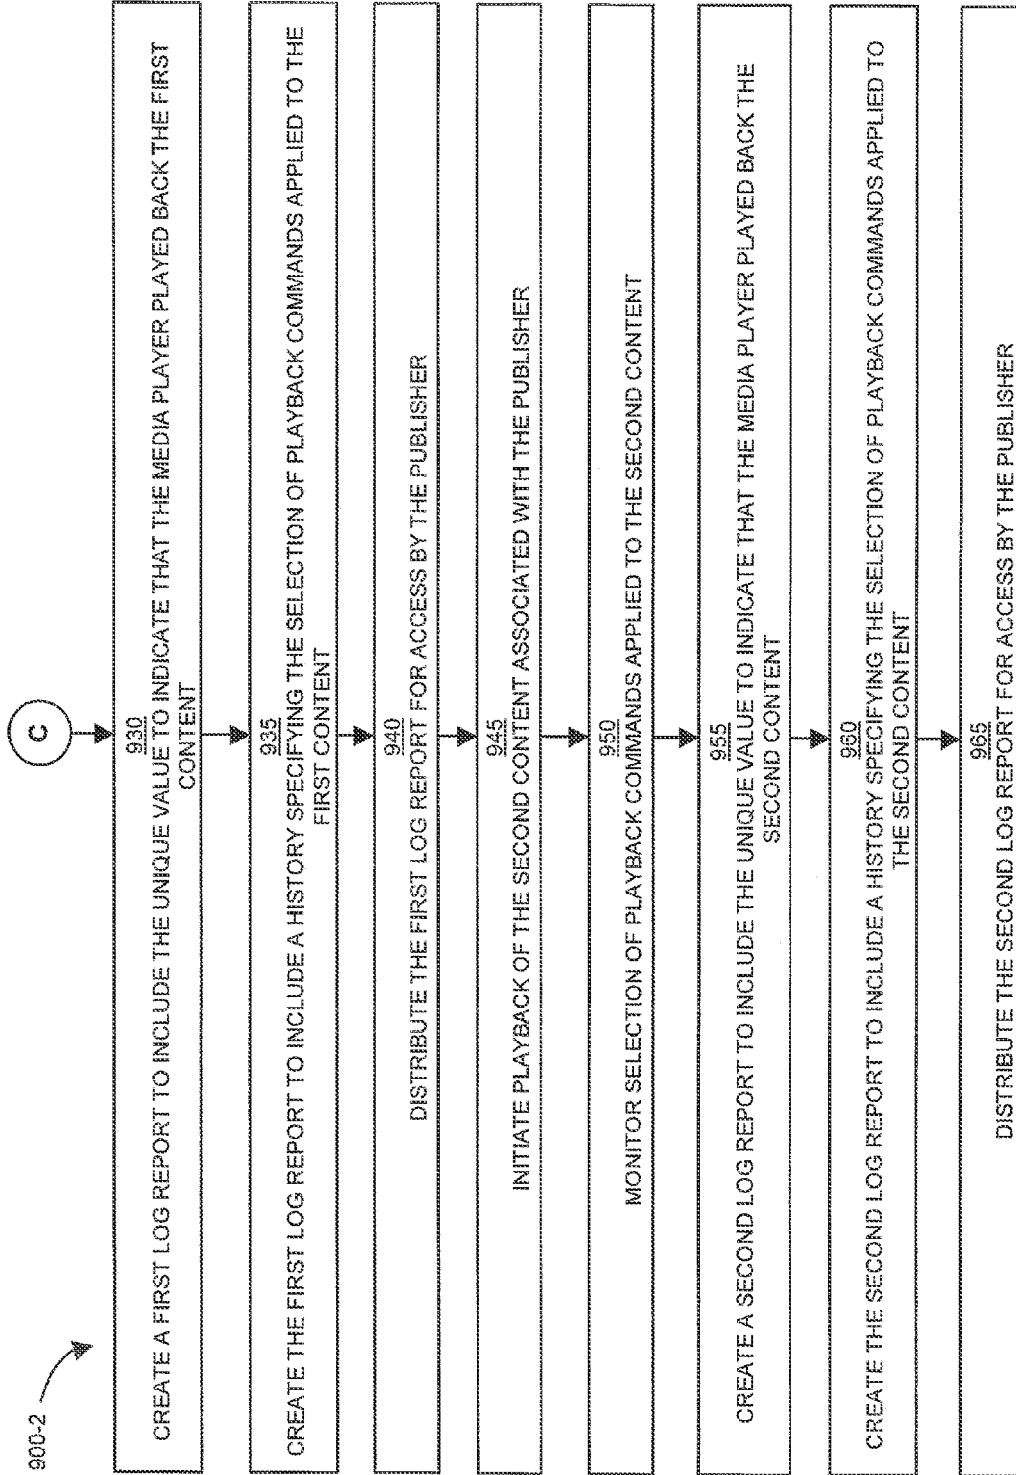 900-2
C
930
CREATE A FIRST LOG REPORT TO INCLUDE THE UNIQUE VALUE TO INDICATE THAT THE MEDIA PLAYER PLAYED BACK THE FIRST
CONTENT
935
CREATE THE FIRST LOG REPORT TO INCLUDE A HISTORY SPECIFYING THE SELECTION OF PLAYBACK COMMANDS APPLIED TO THE
FIRST CONTENT
940
DISTRIBUTE THE FIRST LOG REPORT FOR ACCESS BY THE PUBLISHER
945
INITIATE PLAYBACK OF THE SECOND CONTENT ASSOCIATED WITH THE PUBLISHER
950
MONITOR SELECTION OF PLAYBACK COMMANDS APPLIED TO THE SECOND CONTENT
955
CREATE A SECOND LOG REPORT TO INCLUDE THE UNIQUE VALUE TO INDICATE THAT THE MEDIA PLAYER PLAYED BACK THE
SECOND CONTENT
960
CREATE THE SECOND LOG REPORT TO INCLUDE A HISTORY SPECIFYING THE SELECTION OF PLAYBACK COMMANDS APPLIED TO
THE SECOND CONTENT
965
DISTRIBUTE THE SECOND LOG REPORT FOR ACCESS BY THE PUBLISHER